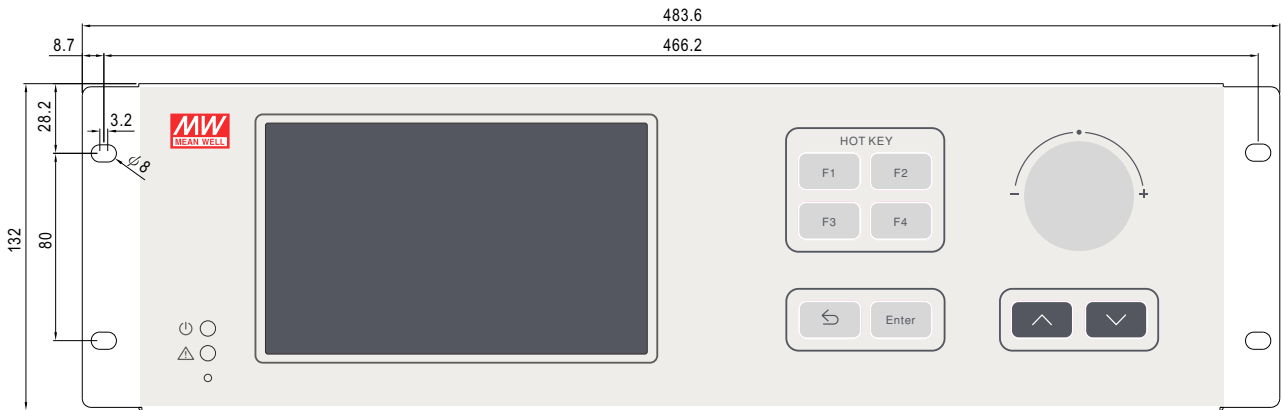 483.6
8.7
466.2
28.2
3.2
MW
MEAN WELL
HOT KEY
F1
F2
ø8
− +
F3
F4
132
80
Enter